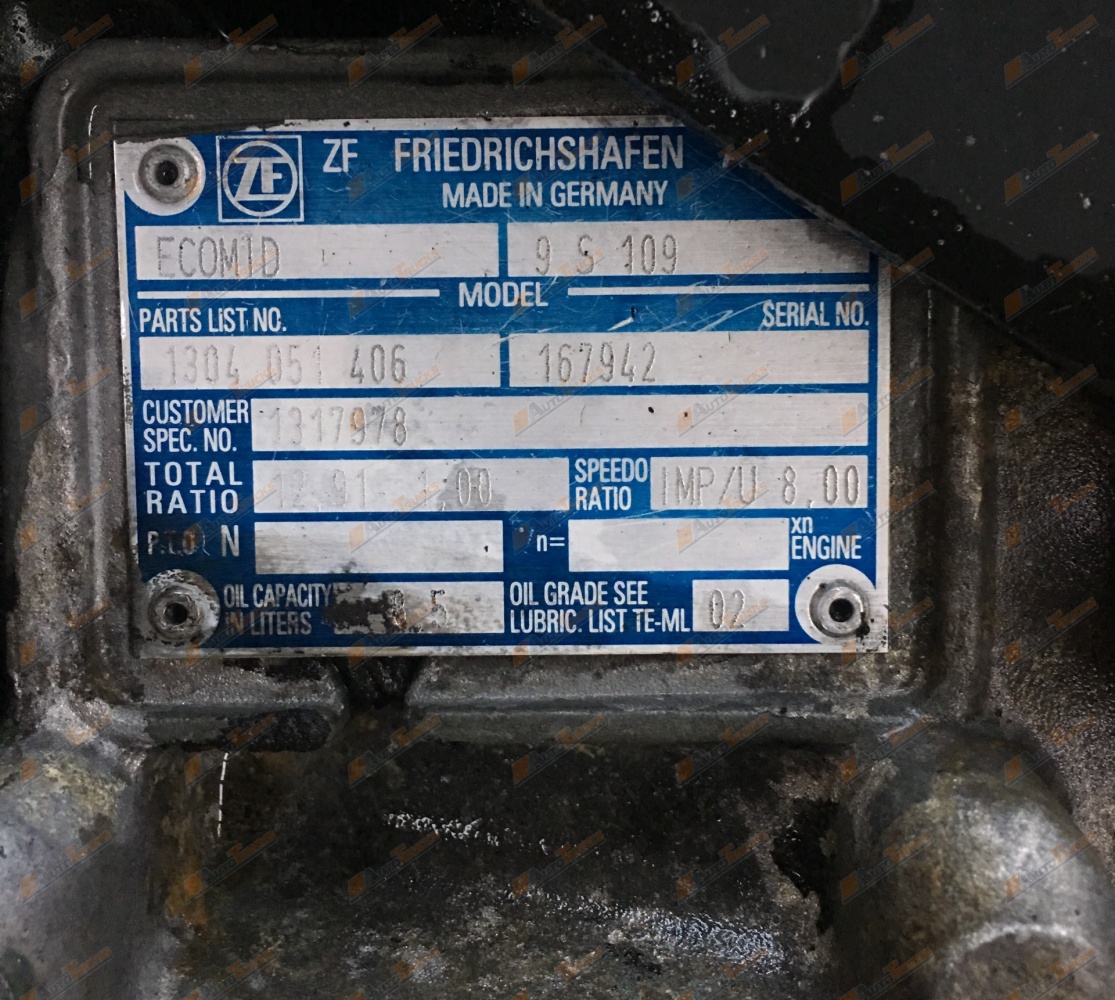 ZF FRIEDRICHSHAFEN
MADE IN GERMANY
ECOMID 9 S 109
MODEL
PARTS LIST NO. SERIAL NO.
1304 051 406 167942
CUSTOMER SPEC. NO. 1317978
TOTAL RATIO 12,91 - 1,00 SPEEDO RATIO IMP/U 8,00
P.T.O N n= xn ENGINE
OIL CAPACITY IN LITERS 8,5 OIL GRADE SEE LUBRIC. LIST TE-ML 02